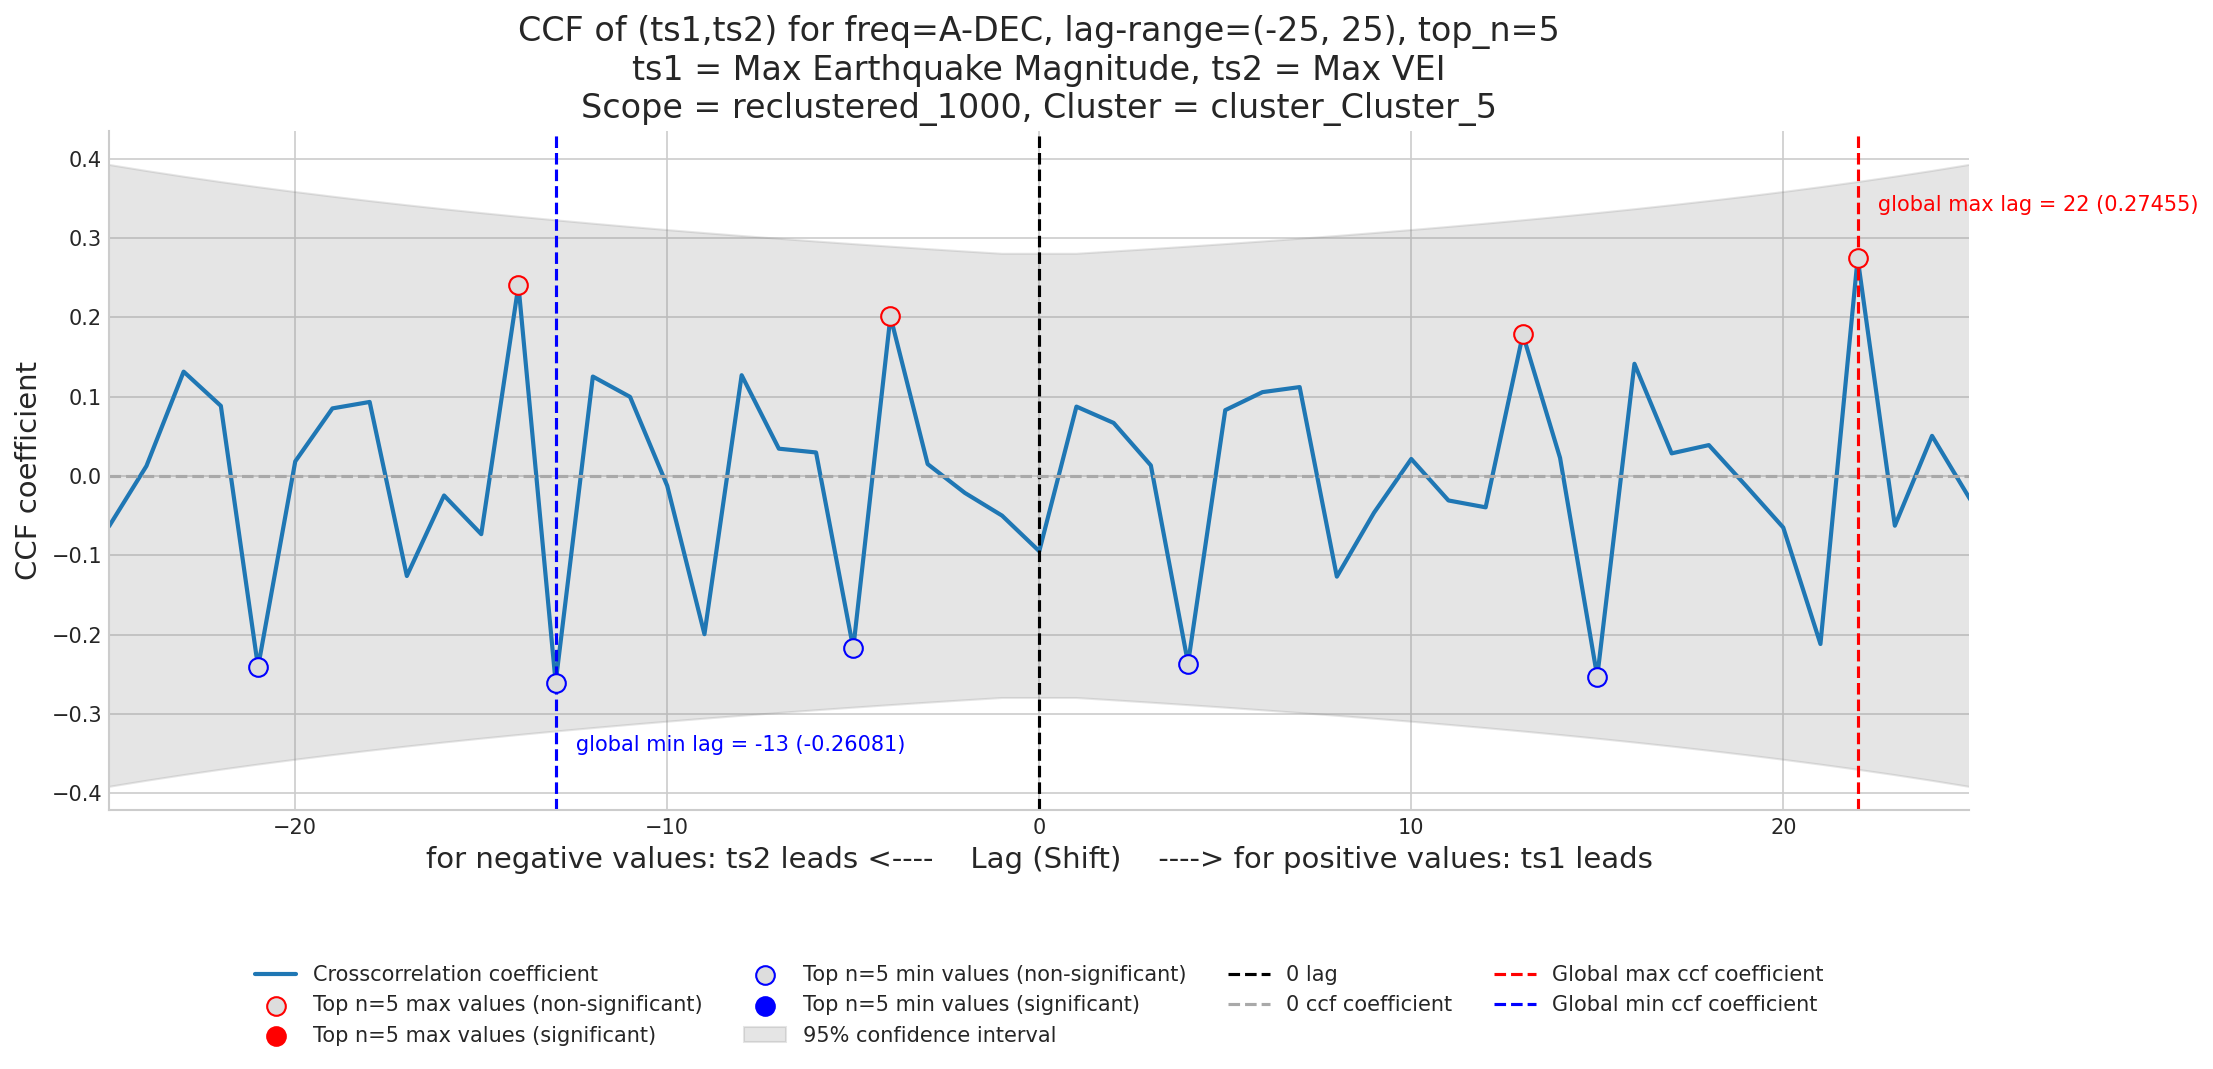 CCF of (ts1,ts2) for freq=A-DEC, lag-range=(-25, 25), top_n=5
ts1 = Max Earthquake Magnitude, ts2 = Max VEI
Scope = reclustered_1000, Cluster = cluster_Cluster_5
CCF coefficient
0.4
0.3
0.2
0.1
0.0
−0.1
−0.2
−0.3
−0.4
global max lag = 22 (0.27455)
global min lag = -13 (-0.26081)
−20
−10
0
10
20
for negative values: ts2 leads <---- Lag (Shift) ----> for positive values: ts1 leads
Crosscorrelation coefficient
Top n=5 max values (non-significant)
Top n=5 max values (significant)
Top n=5 min values (non-significant)
Top n=5 min values (significant)
95% confidence interval
0 lag
0 ccf coefficient
Global max ccf coefficient
Global min ccf coefficient